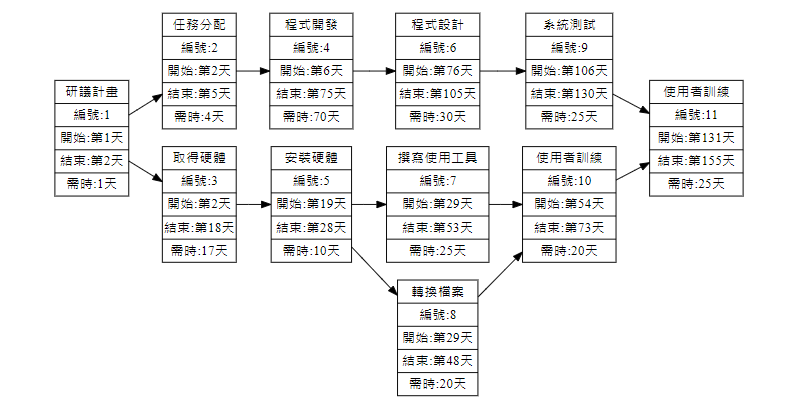 研議計畫
編號:1
開始:第1天
結束:第2天
需時:1天
任務分配
編號:2
開始:第2天
結束:第5天
需時:4天
取得硬體
編號:3
開始:第2天
結束:第18天
需時:17天
程式開發
編號:4
開始:第6天
結束:第75天
需時:70天
安裝硬體
編號:5
開始:第19天
結束:第28天
需時:10天
程式設計
編號:6
開始:第76天
結束:第105天
需時:30天
撰寫使用工具
編號:7
開始:第29天
結束:第53天
需時:25天
轉換檔案
編號:8
開始:第29天
結束:第48天
需時:20天
系統測試
編號:9
開始:第106天
結束:第130天
需時:25天
使用者訓練
編號:10
開始:第54天
結束:第73天
需時:20天
使用者訓練
編號:11
開始:第131天
結束:第155天
需時:25天